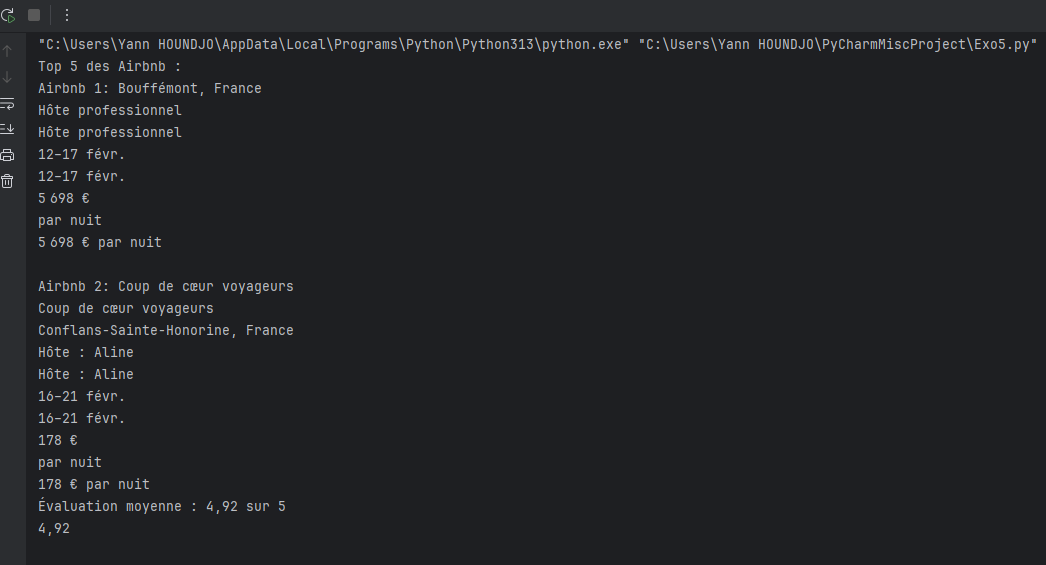 "C:\Users\Yann HOUNDJO\AppData\Local\Programs\Python\Python313\python.exe" "C:\Users\Yann HOUNDJO\PyCharmMiscProject\Exo5.py"
Top 5 des Airbnb :
Airbnb 1: Bouffémont, France
Hôte professionnel
Hôte professionnel
12–17 févr.
12–17 févr.
5 698 €
par nuit
5 698 € par nuit
Airbnb 2: Coup de cœur voyageurs
Coup de cœur voyageurs
Conflans-Sainte-Honorine, France
Hôte : Aline
Hôte : Aline
16–21 févr.
16–21 févr.
178 €
par nuit
178 € par nuit
Évaluation moyenne : 4,92 sur 5
4,92